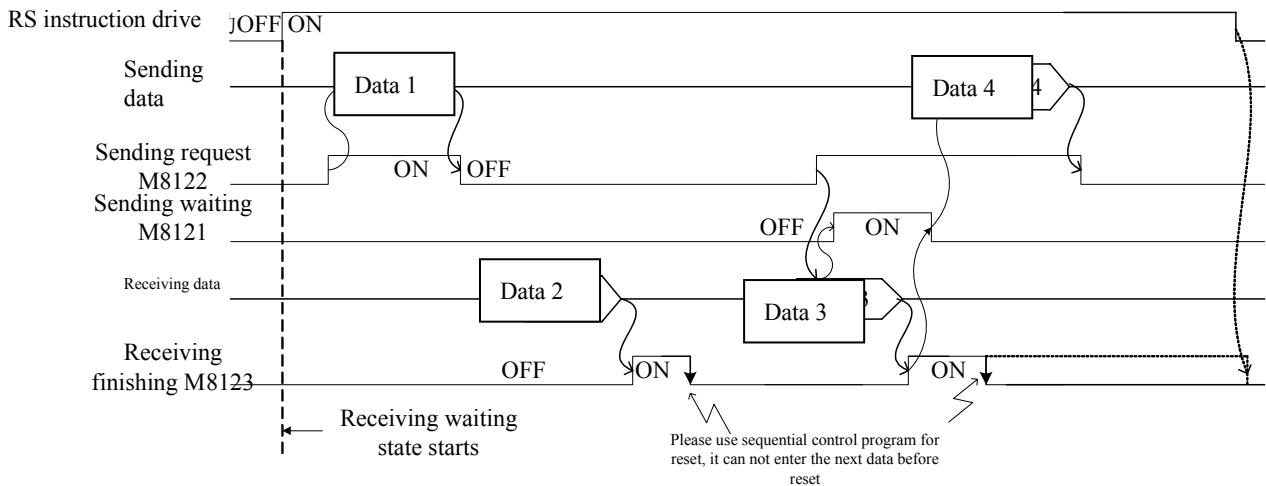 RS instruction drive
OFF
ON
Sending
data
Data 1
Data 4
4
Sending request
M8122
ON
OFF
Sending waiting
M8121
OFF
ON
Receiving data
Data 2
Data 3
Receiving
finishing M8123
OFF
ON
ON
Receiving waiting
state starts
Please use sequential control program for
reset, it can not enter the next data before
reset